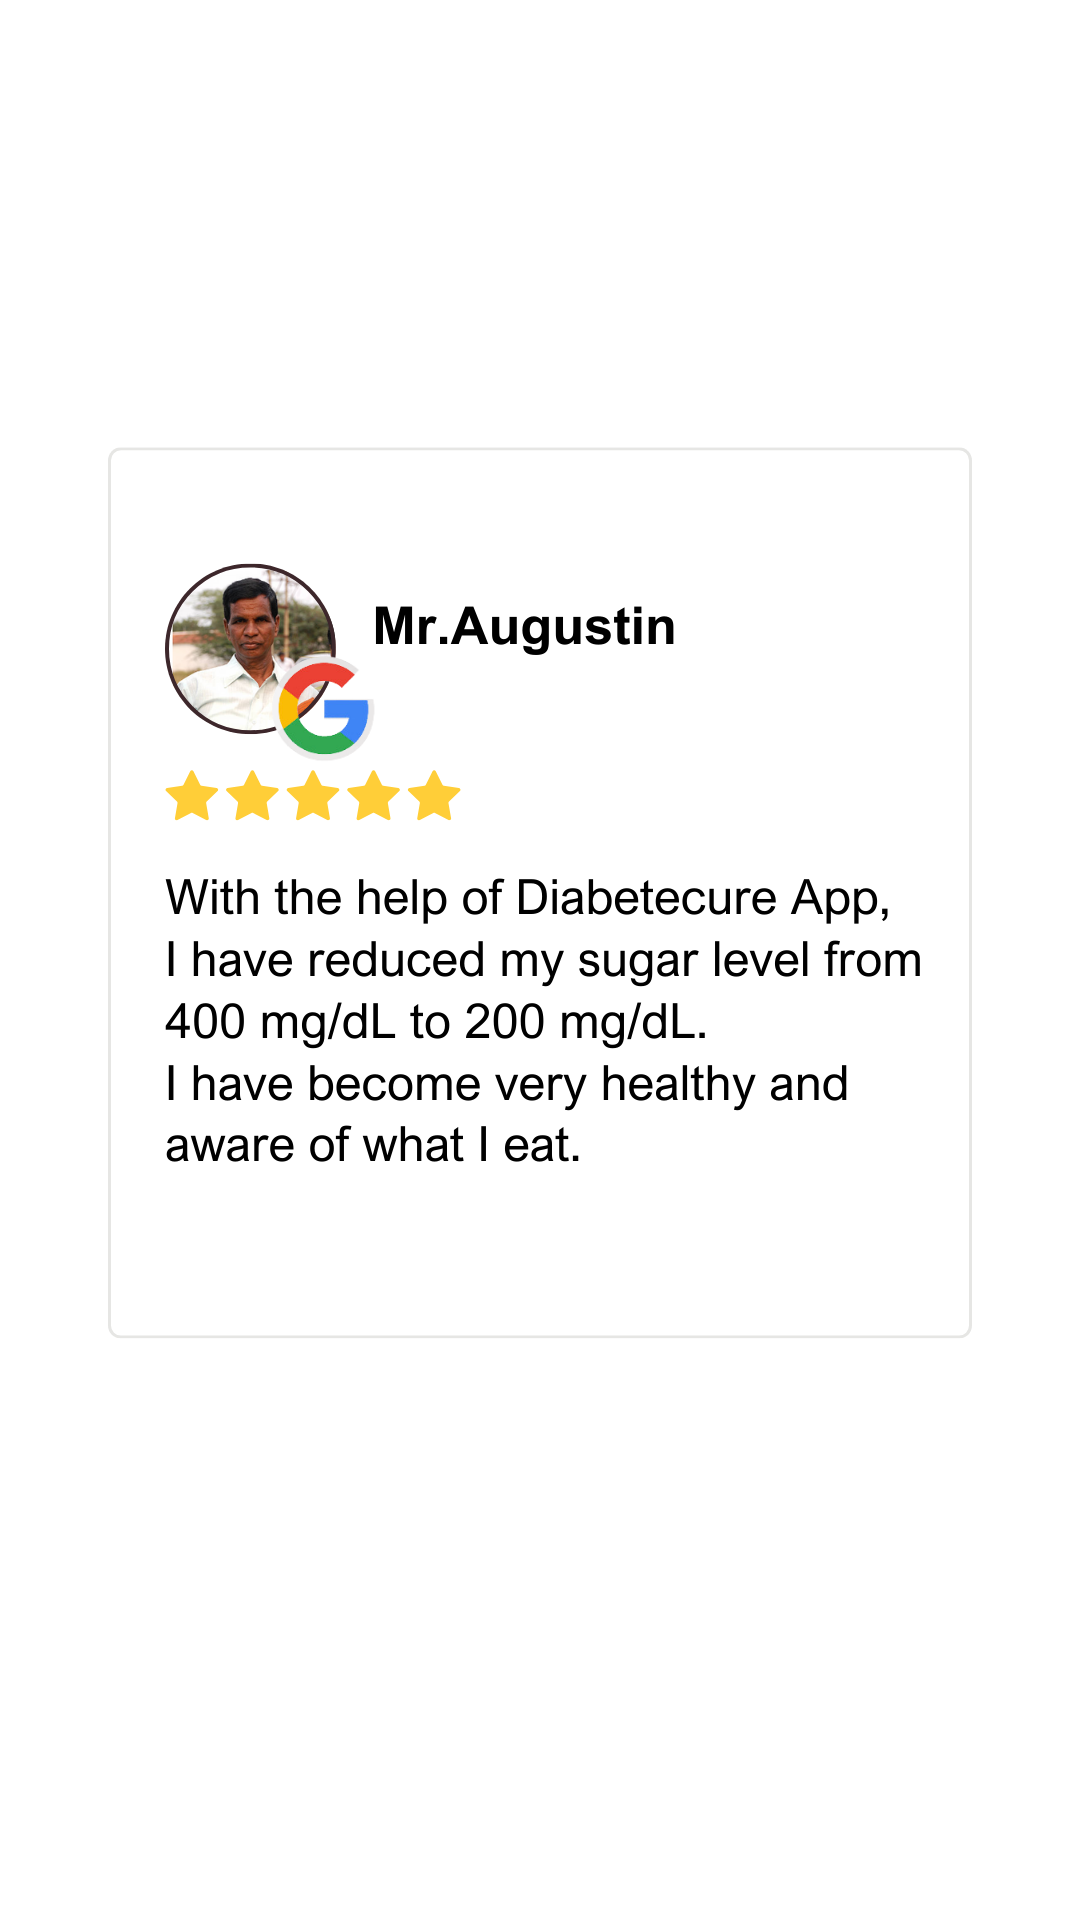 Mr.Augustin
With the help of Diabetecure App,
I have reduced my sugar level from
400 mg/dL to 200 mg/dL.
I have become very healthy and
aware of what I eat.